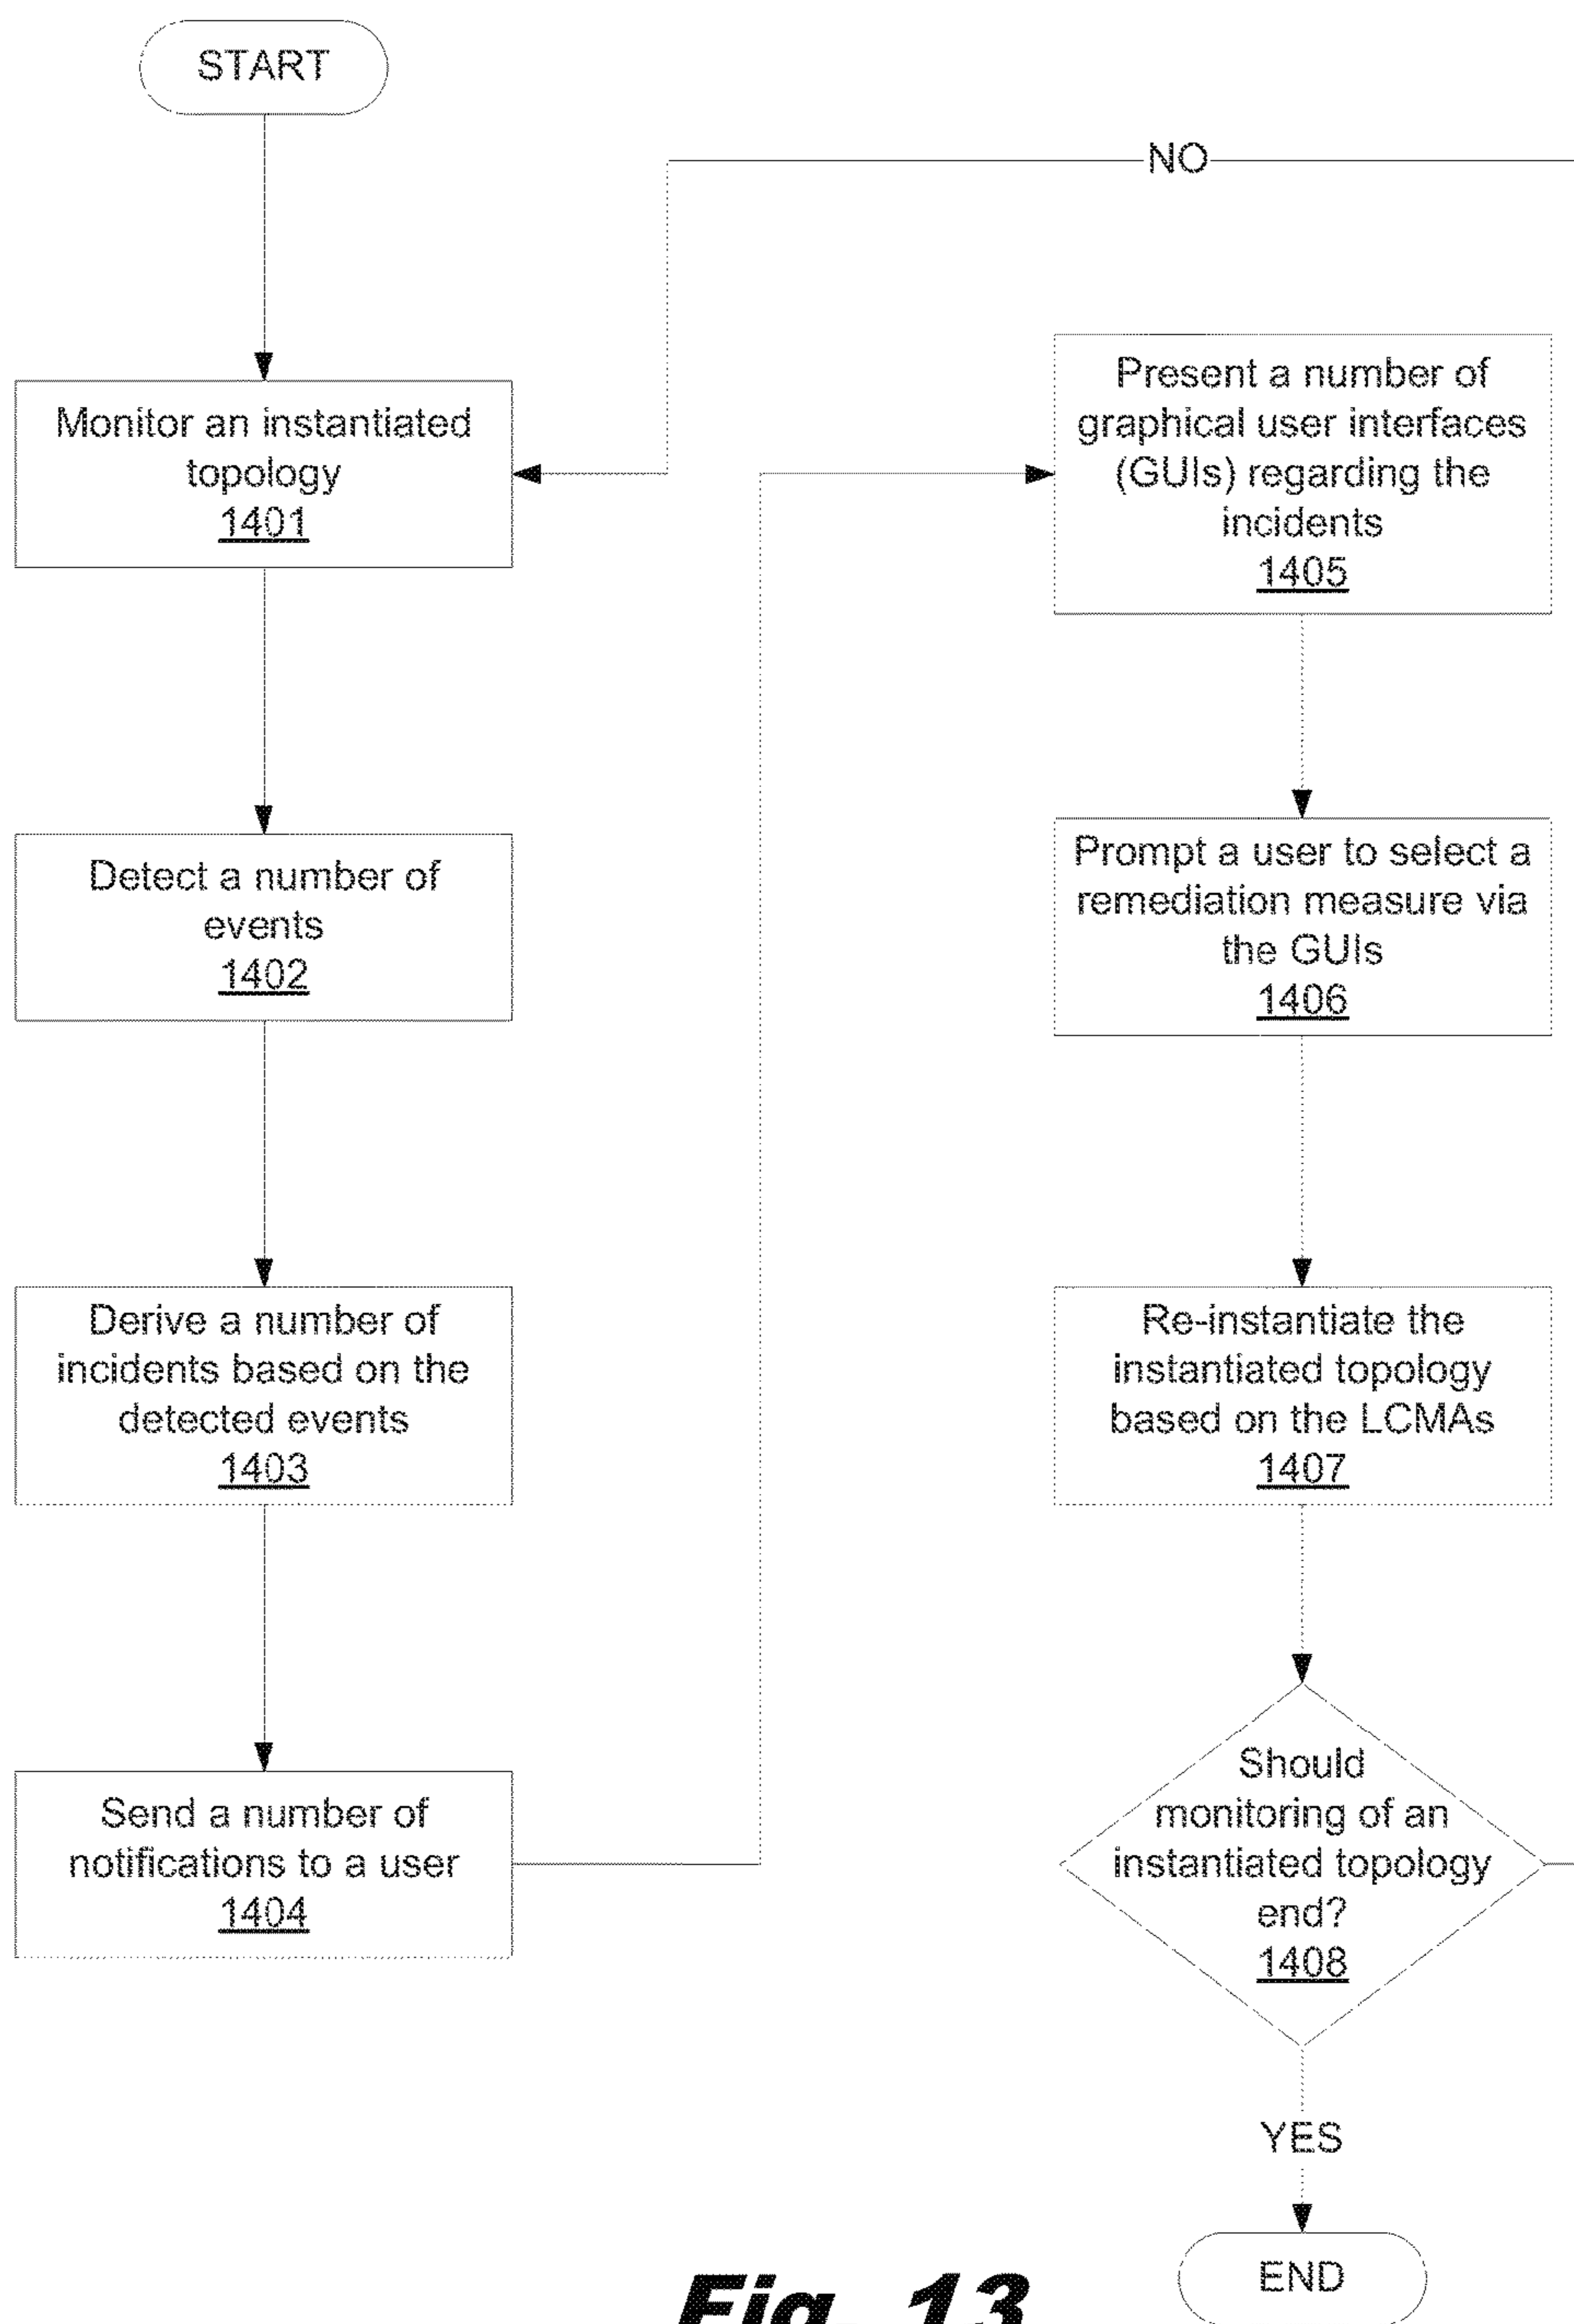 START
Monitor an instantiated
topology
1401
Detect a number of
events
1402
Derive a number of
incidents based on the
detected events
1403
Send a number of
notifications to a user
1404
NO
Present a number of
graphical user interfaces
(GUIs) regarding the
incidents
1405
Prompt a user to select a
remediation measure via
the GUIs
1406
Re-instantiate the
instantiated topology
based on the LCMAs
1407
Should
monitoring of an
instantiated topology
end?
1408
YES
END
Fig. 13